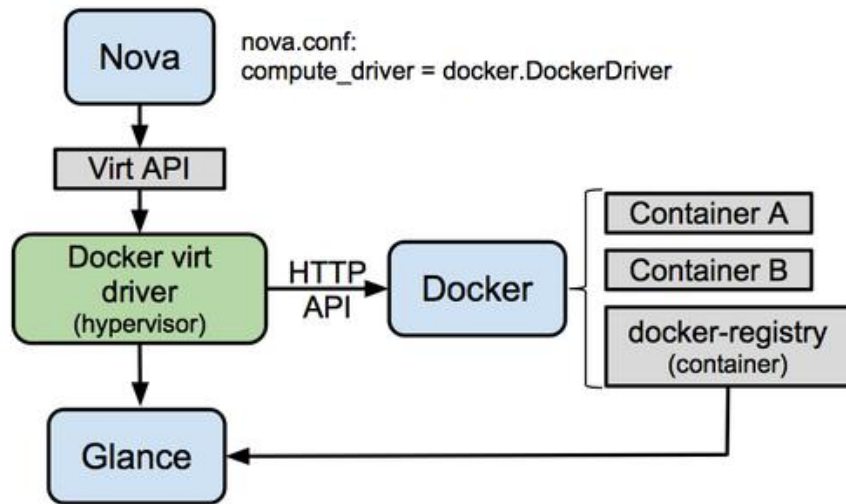 Nova
nova.conf:
compute_driver = docker.DockerDriver
Virt API
Docker virt
driver
(hypervisor)
HTTP
API
Docker
Container A
Container B
docker-registry
(container)
Glance